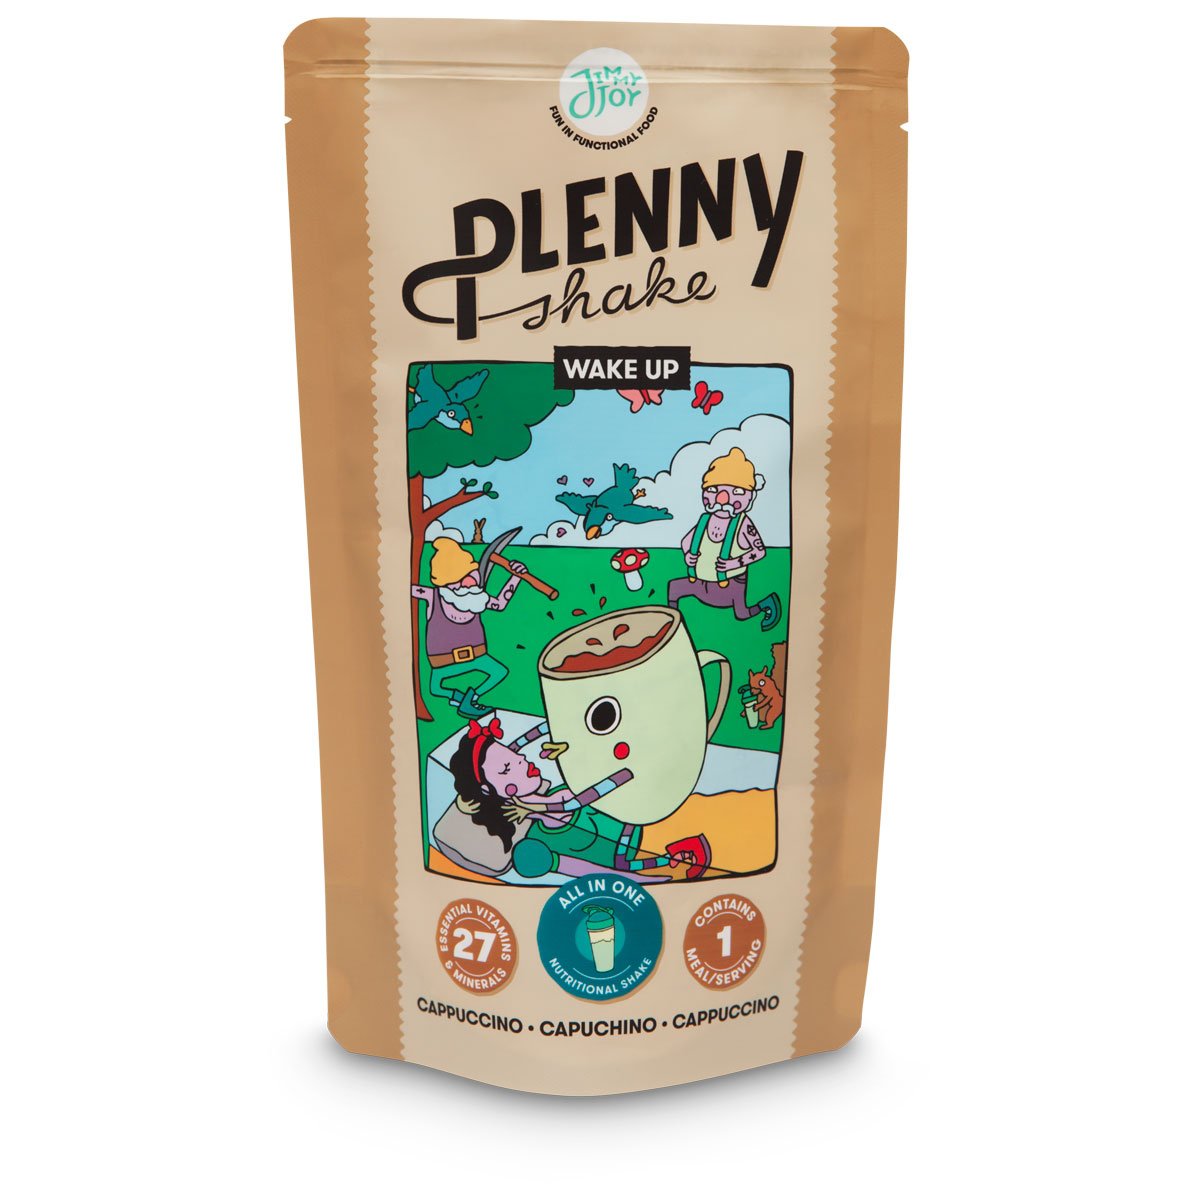 JIMMY
JOY
FUN IN FUNCTIONAL FOOD
PLENNY
shake
WAKE UP
ESSENTIAL VITAMINS
27
& MINERALS
ALL IN ONE
NUTRITIONAL SHAKE
CONTAINS
1
MEAL/SERVING
CAPPUCCINO • CAPUCHINO • CAPPUCCINO